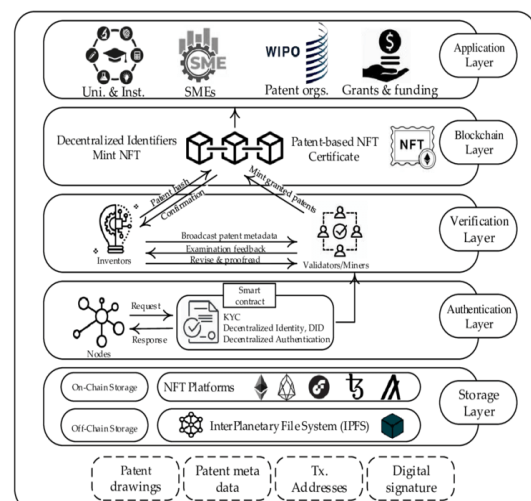 SME
WIPO
Uni. & Inst.
SMEs
Patent orgs.
Grants & funding
Application
Layer
Decentralized Identifiers
Mint NFT
Patent-based NFT
Certificate
NFT
Blockchain
Layer
Patent hash
Confirmation
Mint granted patents
Broadcast patent metadata
Examination feedback
Revise & proofread
Inventors
Validators/Miners
Verification
Layer
Smart
contract
Request
Response
KYC
Decentralized Identity, DID
Decentralized Authentication
Nodes
Authentication
Layer
On-Chain Storage
NFT Platforms
Off-Chain Storage
InterPlanetary File System (IPFS)
Storage
Layer
Patent
drawings
Patent meta
data
Tx.
Addresses
Digital
signature